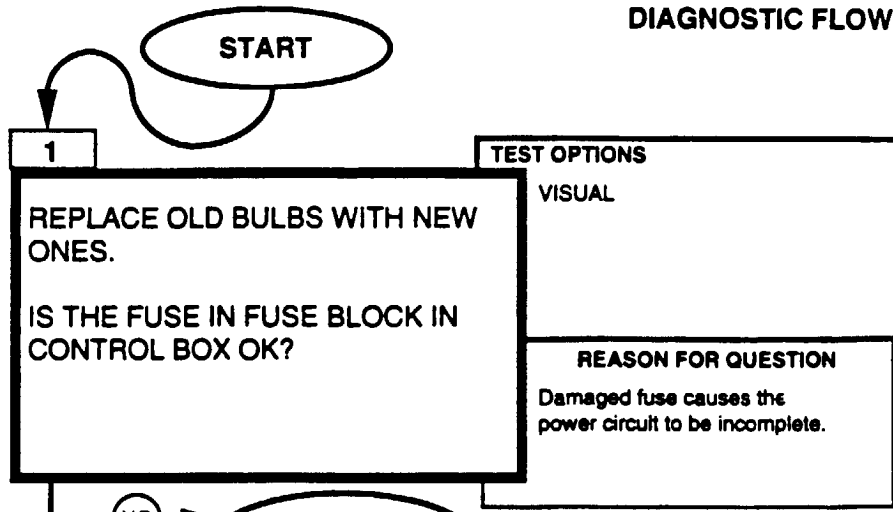 DIAGNOSTIC FLOW
START
1
TEST OPTIONS
VISUAL
REPLACE OLD BULBS WITH NEW
ONES.
IS THE FUSE IN FUSE BLOCK IN
CONTROL BOX OK?
REASON FOR QUESTION
Damaged fuse causes the
power circuit to be incomplete.